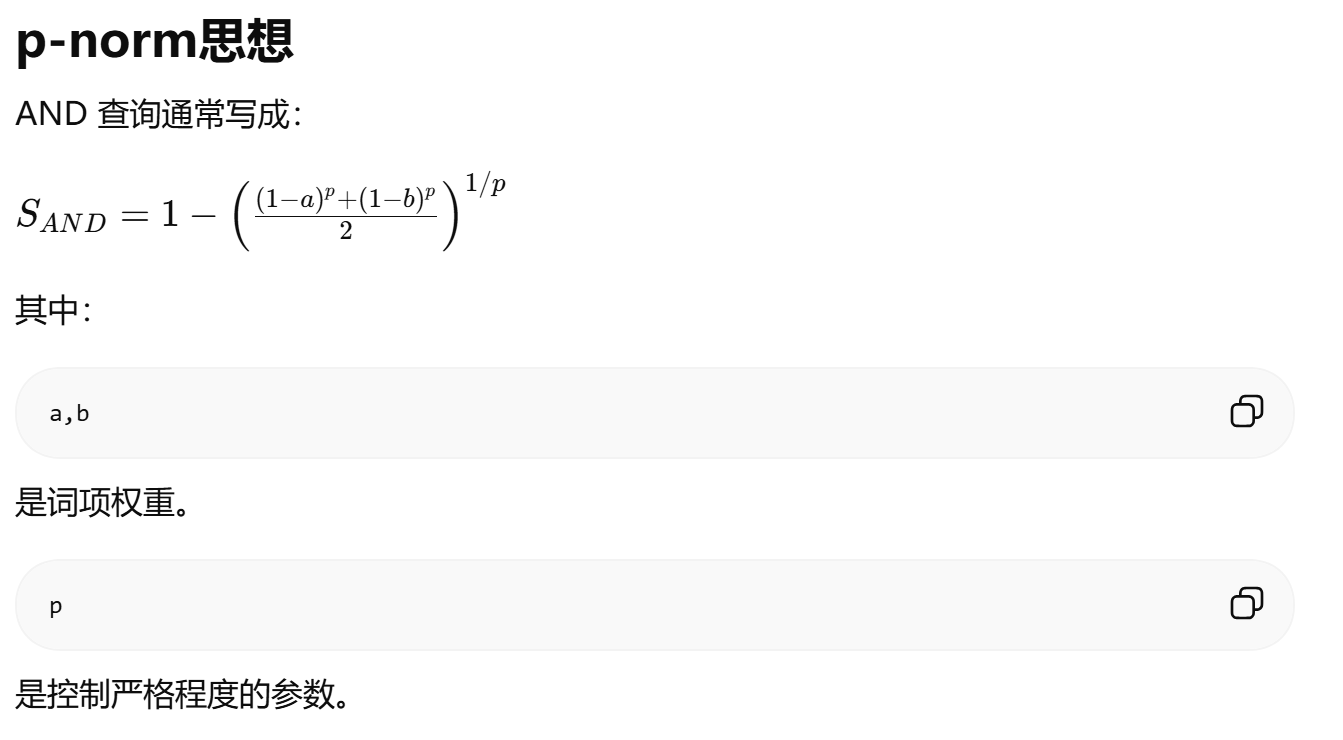 p-norm思想
AND 查询通常写成：
$S_{AND} = 1 - \left(\frac{(1-a)^p+(1-b)^p}{2}\right)^{1/p}$
其中：
a,b
是词项权重。
p
是控制严格程度的参数。